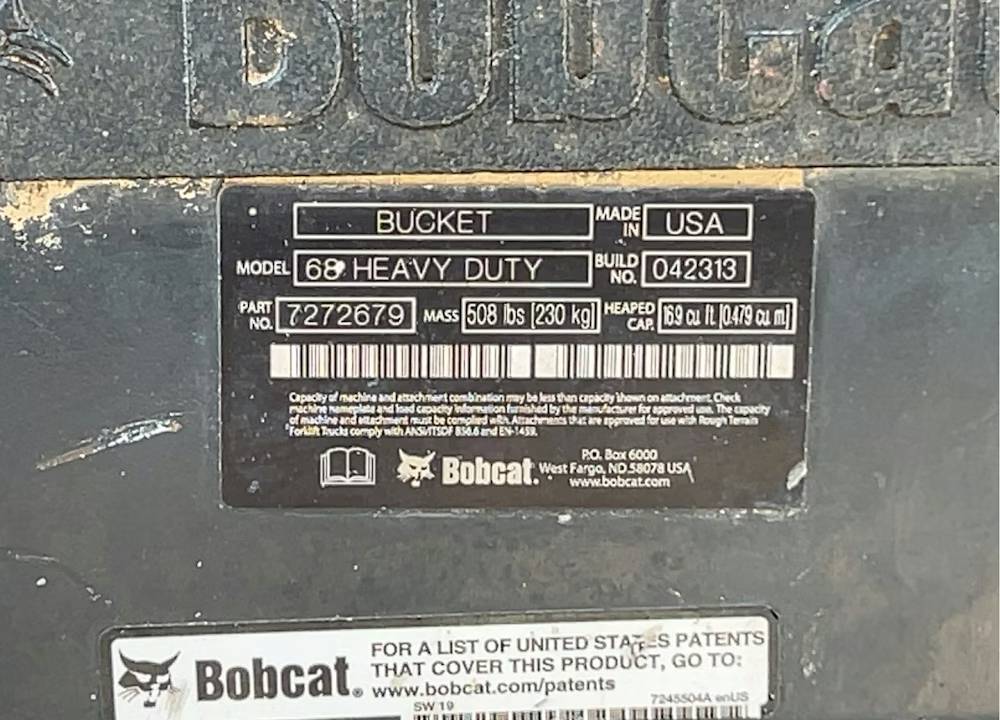 Bobca
BUCKET MADE IN USA
MODEL 68" HEAVY DUTY BUILD NO. 042313
PART NO. 7272679 MASS 508 lbs [230 kg] HEAPED CAP. 16.9 cu. ft. [0.479 cu. m]
Capacity of machine and attachment combination may be less than capacity shown on attachment. Check
machine nameplate and load capacity information furnished by the manufacturer for approved use. The capacity
of machine and attachment must be complied with. Attachments that are approved for use with Rough Terrain
Forklift Trucks comply with ANSI/ITSDF B56.6 and EN-1459.
Bobcat.
P.O. Box 6000
West Fargo, ND 58078 USA
www.bobcat.com
Bobcat®
FOR A LIST OF UNITED STATES PATENTS
THAT COVER THIS PRODUCT, GO TO:
www.bobcat.com/patents
SW 19
7245504A enUS